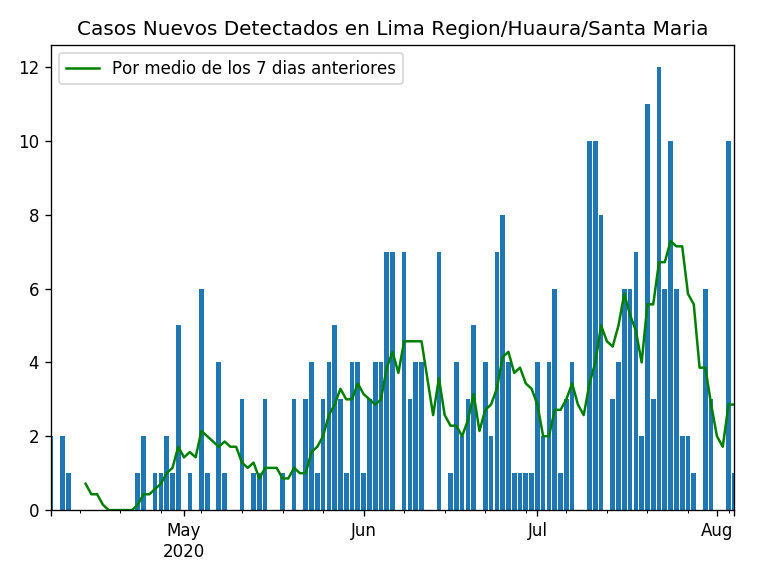 Casos Nuevos Detectados en Lima Region/Huaura/Santa Maria
Por medio de los 7 dias anteriores
12
10
8
6
4
2
0
May
2020
Jun
Jul
Aug